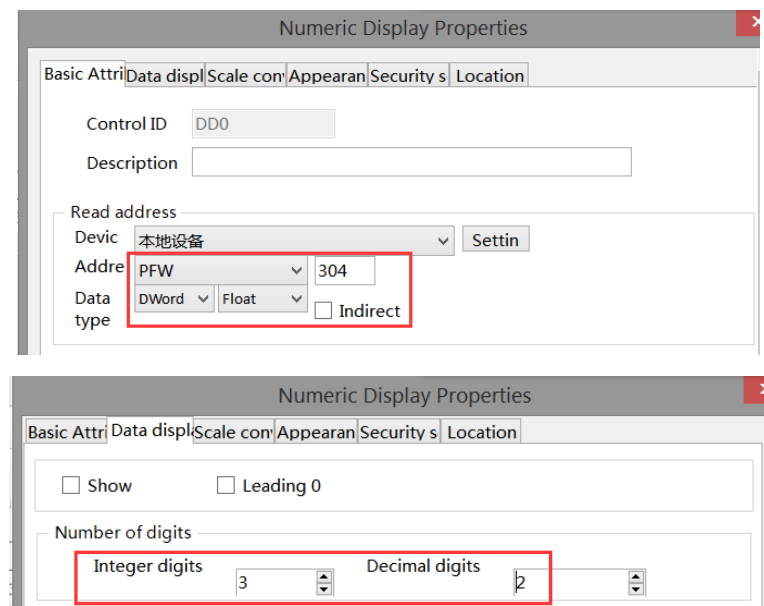 Numeric Display Properties
Basic Attri Data displ Scale con Appearan Security s Location
Control ID DD0
Description
Read address
Devic 本地设备 Settin
Addre PFW 304
Data type DWord Float Indirect
Numeric Display Properties
Basic Attri Data displa Scale con Appearan Security s Location
Show Leading 0
Number of digits
Integer digits 3 Decimal digits 2